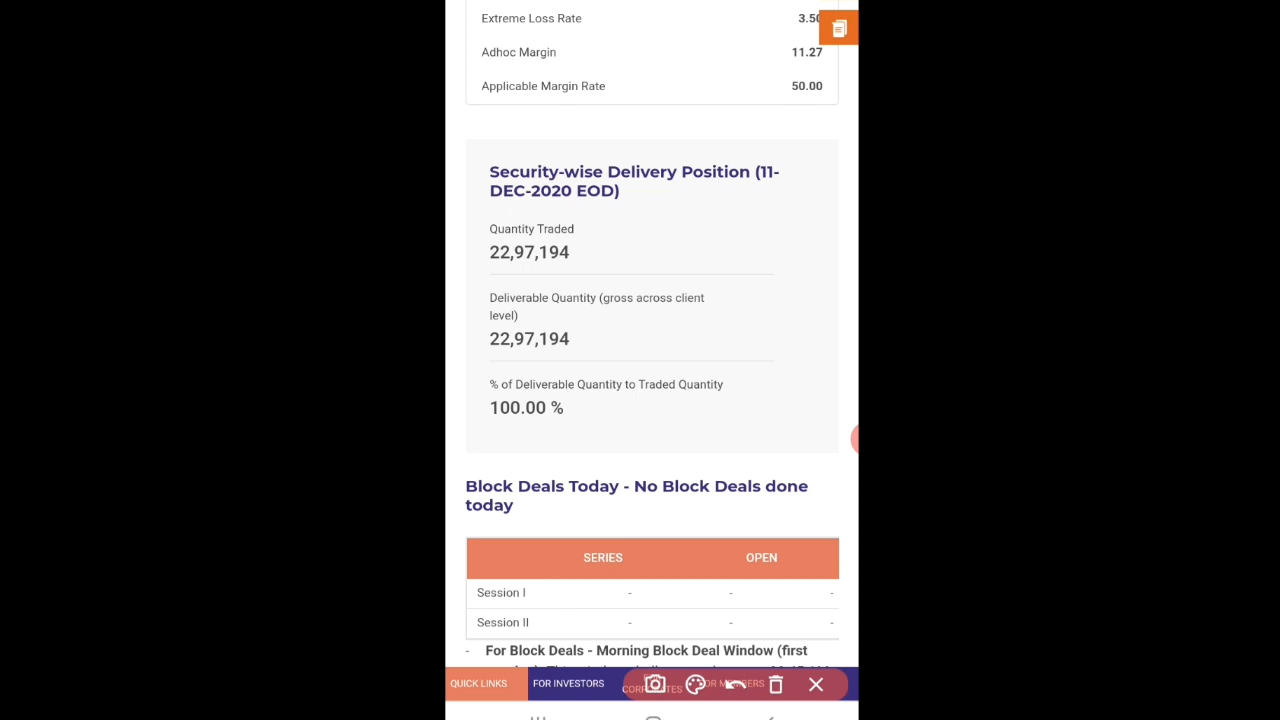 Extreme Loss Rate 3.50
Adhoc Margin 11.27
Applicable Margin Rate 50.00
Security-wise Delivery Position (11-
DEC-2020 EOD)
Quantity Traded
22,97,194
Deliverable Quantity (gross across client
level)
22,97,194
% of Deliverable Quantity to Traded Quantity
100.00 %
Block Deals Today - No Block Deals done
today
SERIES OPEN
Session I - - -
Session II - - -
- For Block Deals - Morning Block Deal Window (first
QUICK LINKS FOR INVESTORS